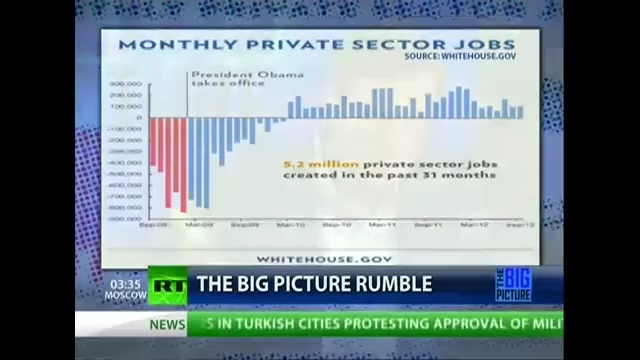 MONTHLY PRIVATE SECTOR JOBS
SOURCE: WHITEHOUSE.GOV
President Obama
takes office
300,000
200,000
100,000
0
-100,000
-200,000
-300,000
-400,000
-500,000
-600,000
-700,000
-800,000
-900,000
5.2 million private sector jobs
created in the past 31 months
Sep-08 Mar-09 Sep-09 Mar-10 Sep-10 Mar-11 Sep-11 Mar-12 Sep-12
WHITEHOUSE.GOV
03:35
MOSCOW
RT
THE BIG PICTURE RUMBLE
THE BIG
PICTURE
NEWS
S IN TURKISH CITIES PROTESTING APPROVAL OF MILI